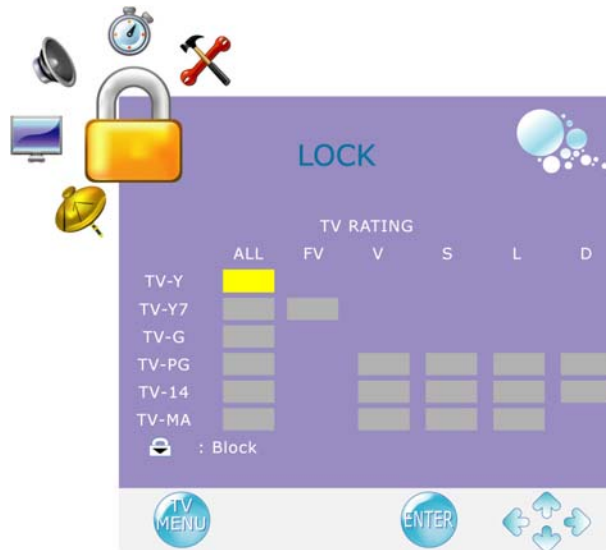 LOCK
TV RATING
ALL FV V S L D
TV-Y
TV-Y7
TV-G
TV-PG
TV-14
TV-MA
: Block
TV MENU
ENTER